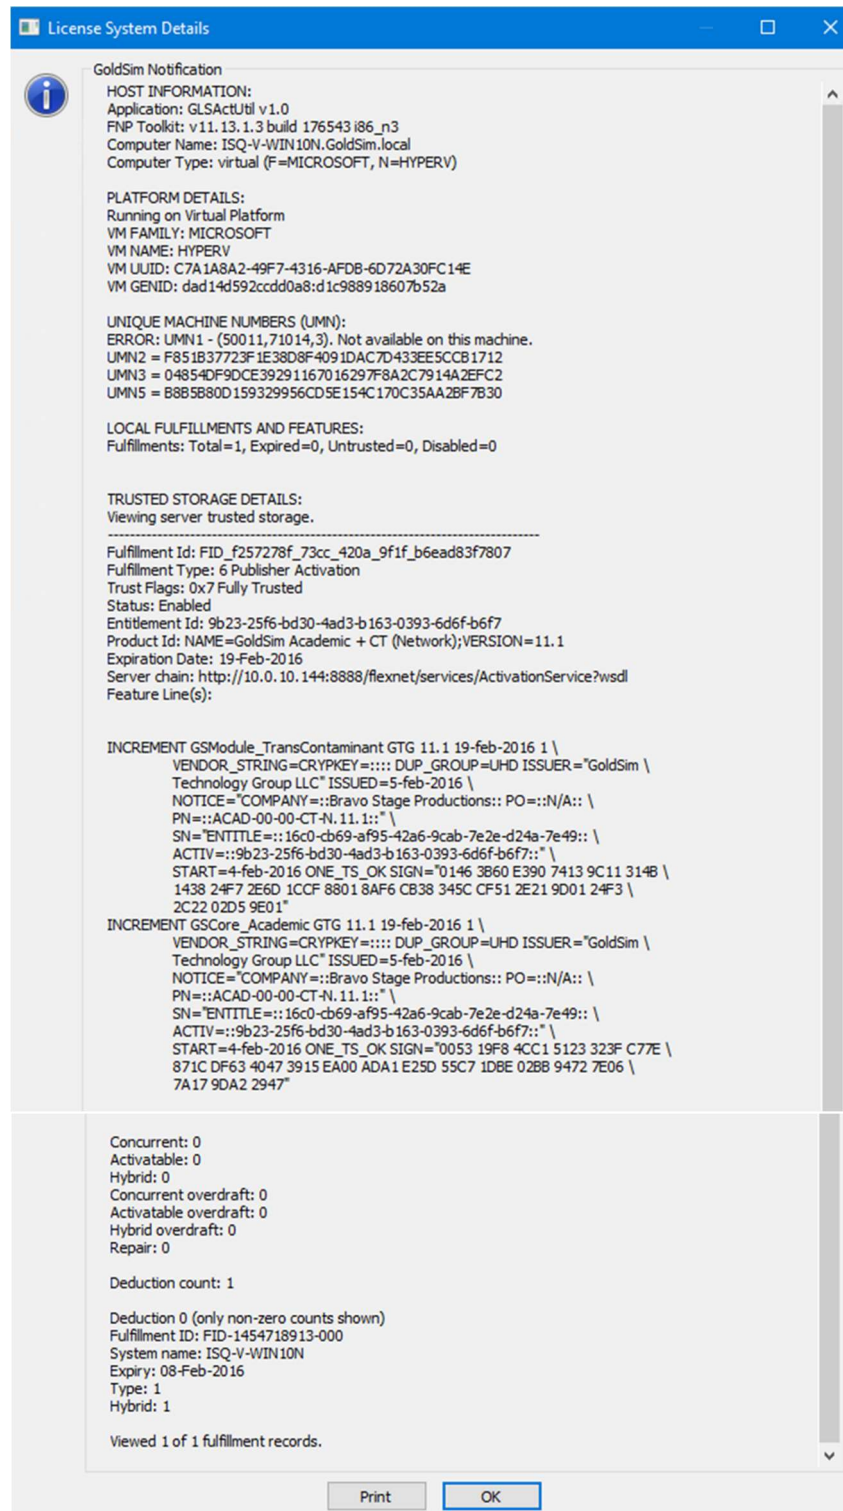 License System Details
GoldSim Notification
HOST INFORMATION:
Application: GLSActUtil v1.0
FNP Toolkit: v11.13.1.3 build 176543 i86_n3
Computer Name: ISQ-V-WIN10N.GoldSim.local
Computer Type: virtual (F=MICROSOFT, N=HYPERV)
PLATFORM DETAILS:
Running on Virtual Platform
VM FAMILY: MICROSOFT
VM NAME: HYPERV
VM UUID: C7A1A8A2-49F7-4316-AFDB-6D72A30FC14E
VM GENID: dad14d592ccdd0a8:d1c988918607b52a
UNIQUE MACHINE NUMBERS (UMN):
ERROR: UMN1 - (50011,71014,3). Not available on this machine.
UMN2 = F851B37723F1E38D8F4091DAC7D433EE5CCB1712
UMN3 = 04854DF9DCE39291167016297F8A2C7914A2EFC2
UMN5 = B8B5B80D159329956CD5E154C170C35AA2BF7B30
LOCAL FULFILLMENTS AND FEATURES:
Fulfillments: Total=1, Expired=0, Untrusted=0, Disabled=0
TRUSTED STORAGE DETAILS:
Viewing server trusted storage.
--------------------------------------------------------------------------------
Fulfillment Id: FID_f257278f_73cc_420a_9f1f_b6ead83f7807
Fulfillment Type: 6 Publisher Activation
Trust Flags: 0x7 Fully Trusted
Status: Enabled
Entitlement Id: 9b23-25f6-bd30-4ad3-b163-0393-6d6f-b6f7
Product Id: NAME=GoldSim Academic + CT (Network);VERSION=11.1
Expiration Date: 19-Feb-2016
Server chain: http://10.0.10.144:8888/flexnet/services/ActivationService?wsdl
Feature Line(s):
INCREMENT GSModule_TransContaminant GTG 11.1 19-feb-2016 1 \
VENDOR_STRING=CRYPKEY=:::: DUP_GROUP=UHD ISSUER="GoldSim \
Technology Group LLC" ISSUED=5-feb-2016 \
NOTICE="COMPANY=::Bravo Stage Productions:: PO=::N/A:: \
PN=::ACAD-00-00-CT-N.11.1::" \
SN="ENTITLE=::16c0-cb69-af95-42a6-9cab-7e2e-d24a-7e49:: \
ACTIV=::9b23-25f6-bd30-4ad3-b163-0393-6d6f-b6f7::" \
START=4-feb-2016 ONE_TS_OK SIGN="0146 3B60 E390 7413 9C11 314B \
1438 24F7 2E6D 1CCF 8801 8AF6 CB38 345C CF51 2E21 9D01 24F3 \
2C22 02D5 9E01"
INCREMENT GSCore_Academic GTG 11.1 19-feb-2016 1 \
VENDOR_STRING=CRYPKEY=:::: DUP_GROUP=UHD ISSUER="GoldSim \
Technology Group LLC" ISSUED=5-feb-2016 \
NOTICE="COMPANY=::Bravo Stage Productions:: PO=::N/A:: \
PN=::ACAD-00-00-CT-N.11.1::" \
SN="ENTITLE=::16c0-cb69-af95-42a6-9cab-7e2e-d24a-7e49:: \
ACTIV=::9b23-25f6-bd30-4ad3-b163-0393-6d6f-b6f7::" \
START=4-feb-2016 ONE_TS_OK SIGN="0053 19F8 4CC1 5123 323F C77E \
871C DF63 4047 3915 EA00 ADA1 E25D 55C7 1DBE 02BB 9472 7E06 \
7A17 9DA2 2947"
Concurrent: 0
Activatable: 0
Hybrid: 0
Concurrent overdraft: 0
Activatable overdraft: 0
Hybrid overdraft: 0
Repair: 0
Deduction count: 1
Deduction 0 (only non-zero counts shown)
Fulfillment ID: FID-1454718913-000
System name: ISQ-V-WIN10N
Expiry: 08-Feb-2016
Type: 1
Hybrid: 1
Viewed 1 of 1 fulfillment records.
Print
OK